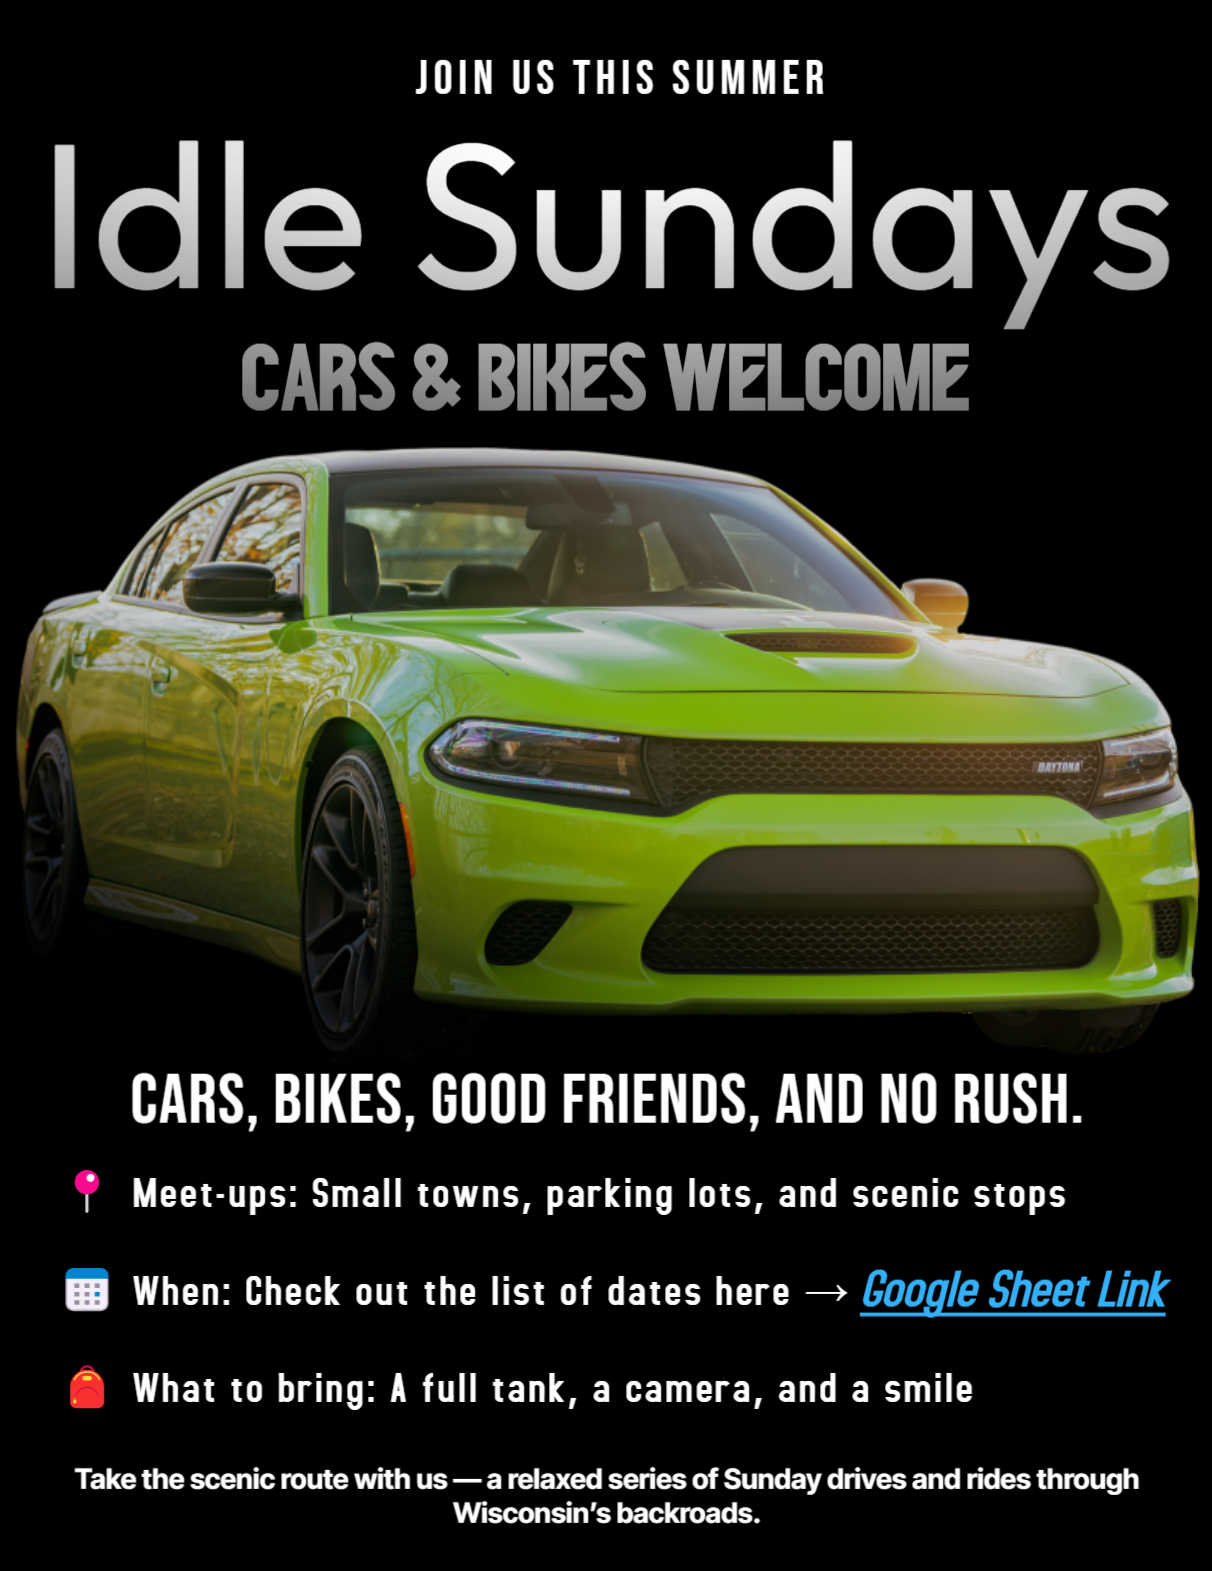 JOIN US THIS SUMMER
Idle Sundays
CARS & BIKES WELCOME
DAYTONA
CARS, BIKES, GOOD FRIENDS, AND NO RUSH.
Meet-ups: Small towns, parking lots, and scenic stops
When: Check out the list of dates here → Google Sheet Link
What to bring: A full tank, a camera, and a smile
Take the scenic route with us — a relaxed series of Sunday drives and rides through
Wisconsin’s backroads.